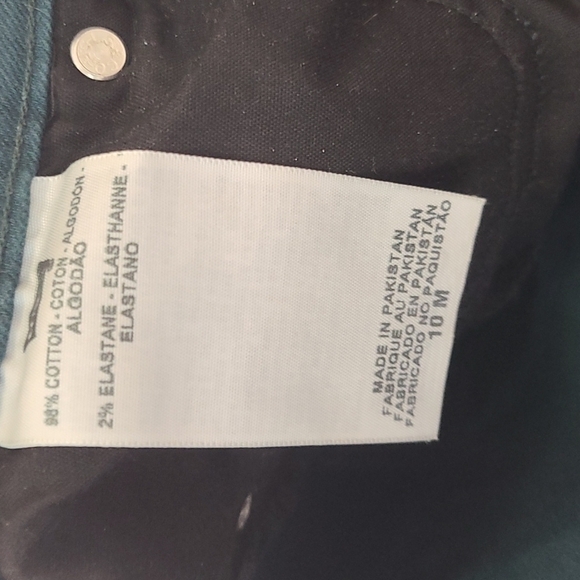 98% COTTON - COTON - ALGODON -
ALGODÃO
2% ELASTANE - ELASTHANNE -
ELASTANO
MADE IN PAKISTAN
FABRIQUE AU PAKISTAN
FABRICADO EN PAKISTÁN
FABRICADO NO PAQUISTÃO
10 M